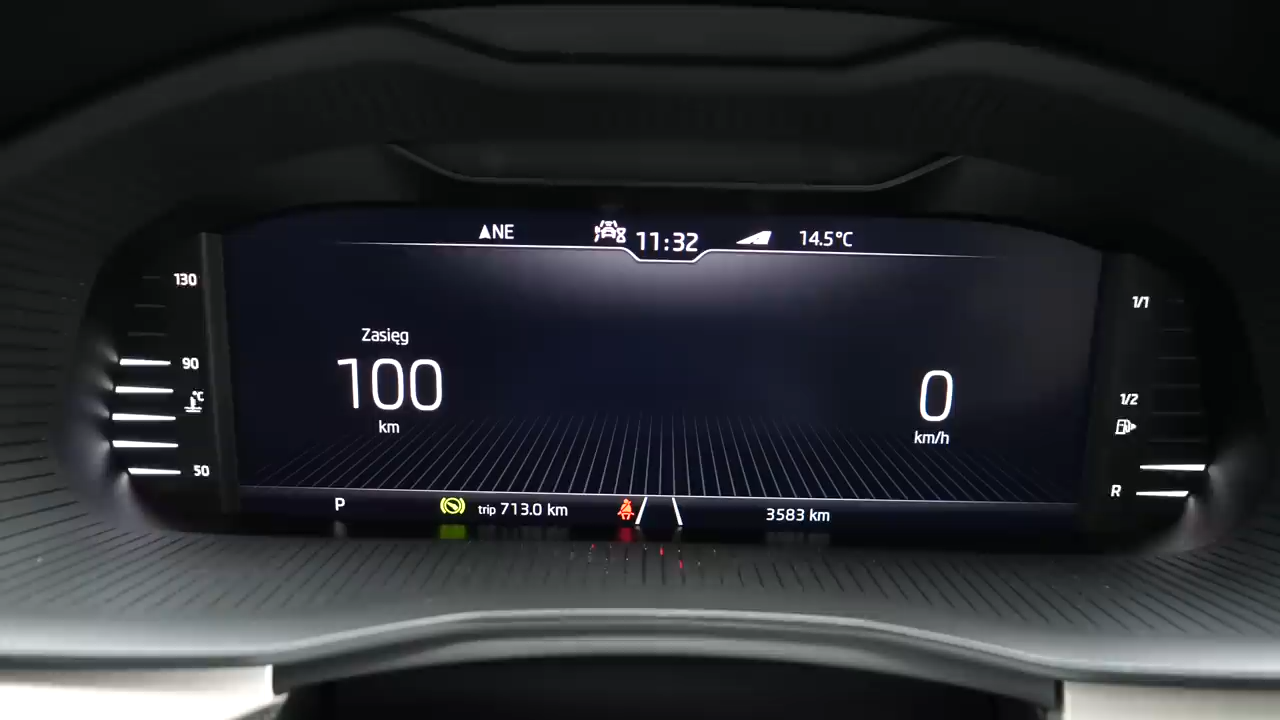 NE 11:32 14.5°C
130
90
°C
50
Zasięg
100
km
0
km/h
1/1
1/2
R
P trip 713.0 km 3583 km